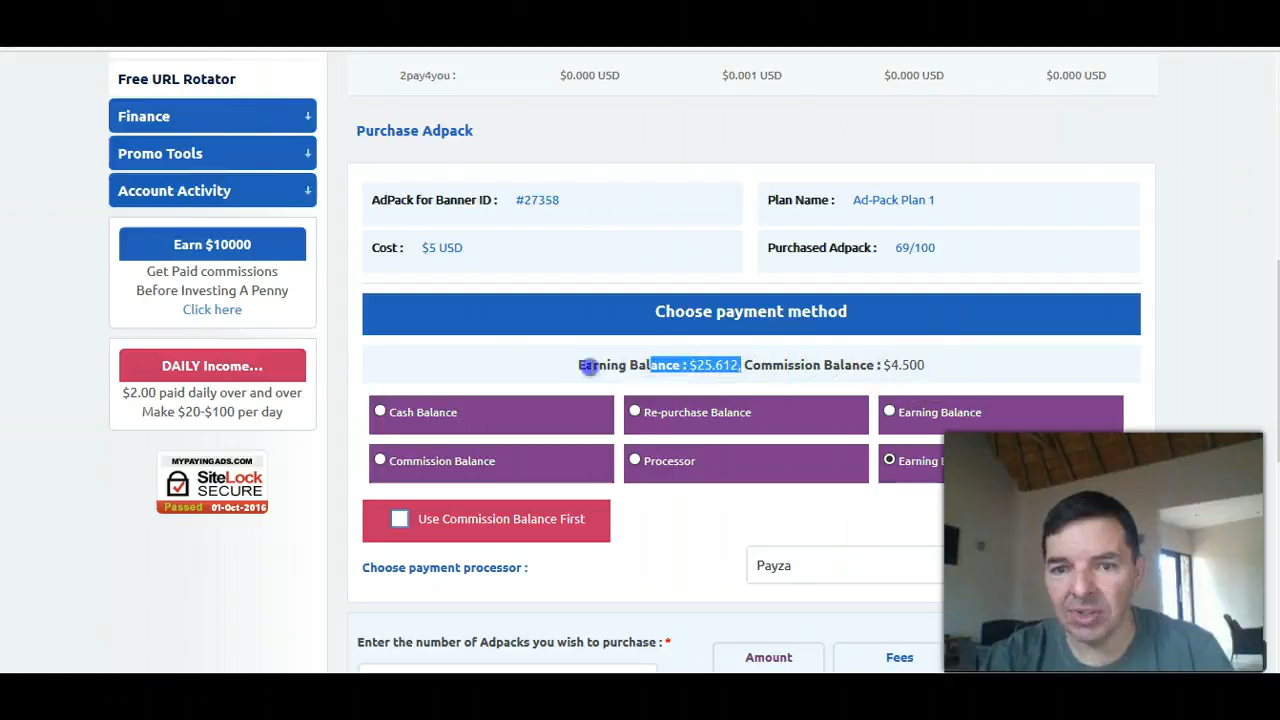 Free URL Rotator
Finance
Promo Tools
Account Activity
Earn $10000
Get Paid commissions
Before Investing A Penny
Click here
DAILY Income...
$2.00 paid daily over and over
Make $20-$100 per day
MYPAYINGADS.COM
SiteLock
SECURE
Passed 01-Oct-2016
2pay4you : $0.000 USD $0.001 USD $0.000 USD $0.000 USD
Purchase Adpack
AdPack for Banner ID : #27358
Plan Name : Ad-Pack Plan 1
Cost : $5 USD
Purchased Adpack : 69/100
Choose payment method
Earning Balance : $25.612, Commission Balance : $4.500
Cash Balance
Re-purchase Balance
Earning Balance
Commission Balance
Processor
Earning
Use Commission Balance First
Choose payment processor :
Payza
Enter the number of Adpacks you wish to purchase : *
Amount
Fees